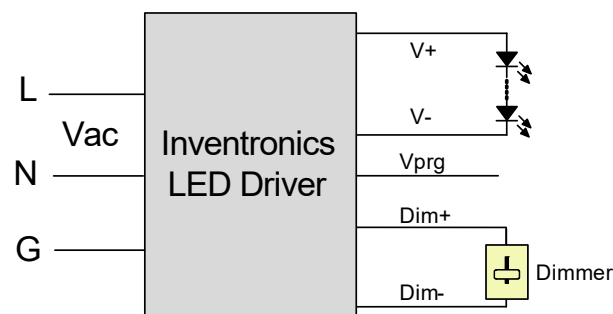 L
Vac
N
G
Inventronics
LED Driver
V+
V-
Vprg
Dim+
Dim-
Dimmer